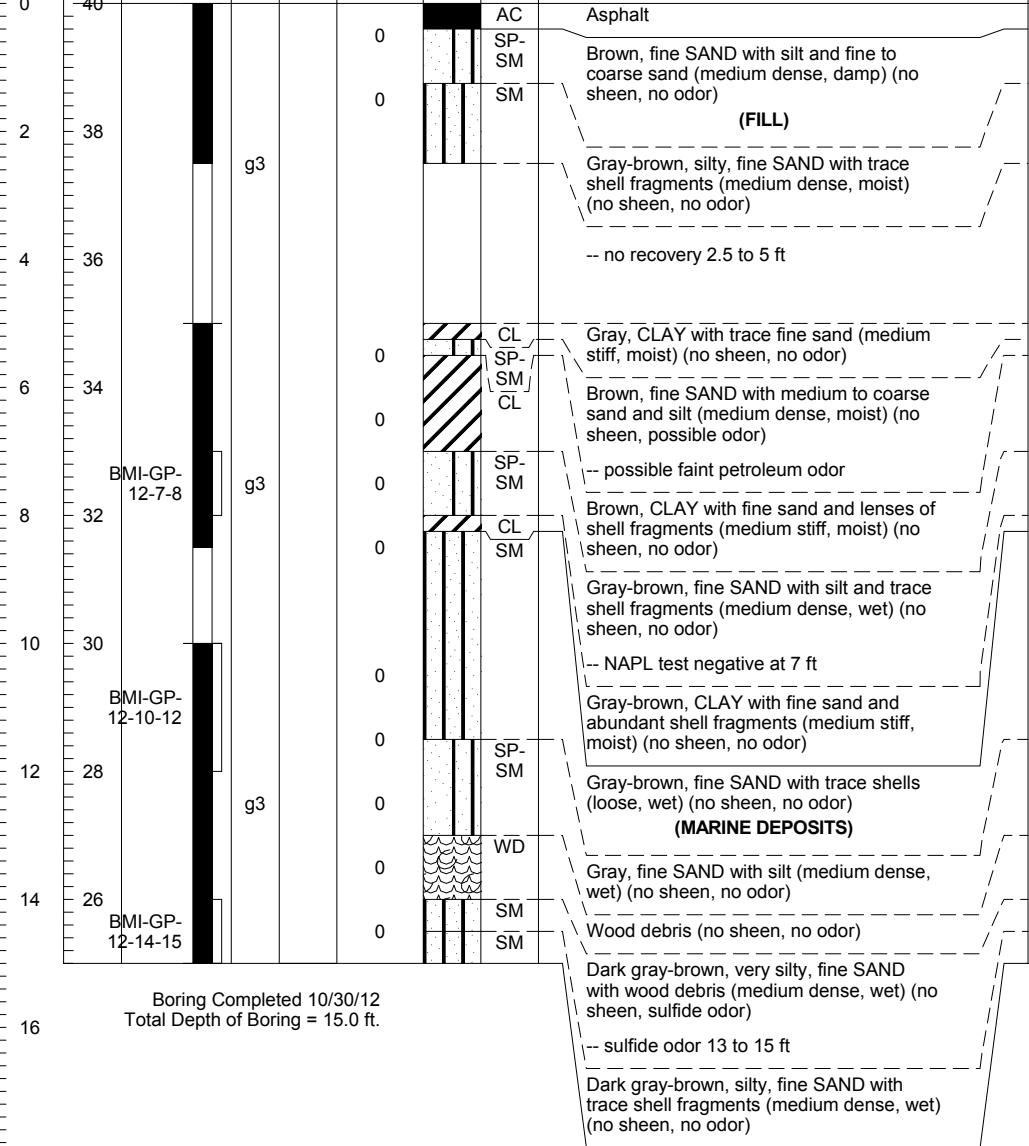 0
40
AC
Asphalt
0
SP-
SM
Brown, fine SAND with silt and fine to
coarse sand (medium dense, damp) (no
sheen, no odor)
(FILL)
0
SM
2
38
g3
Gray-brown, silty, fine SAND with trace
shell fragments (medium dense, moist)
(no sheen, no odor)
4
36
-- no recovery 2.5 to 5 ft
CL
Gray, CLAY with trace fine sand (medium
stiff, moist) (no sheen, no odor)
0
SP-
SM
6
34
CL
Brown, fine SAND with medium to coarse
sand and silt (medium dense, moist) (no
sheen, possible odor)
0
-- possible faint petroleum odor
BMI-GP-
12-7-8
g3
0
SP-
SM
8
32
CL
Brown, CLAY with fine sand and lenses of
shell fragments (medium stiff, moist) (no
sheen, no odor)
0
SM
Gray-brown, fine SAND with silt and trace
shell fragments (medium dense, wet) (no
sheen, no odor)
10
30
-- NAPL test negative at 7 ft
0
BMI-GP-
12-10-12
Gray-brown, CLAY with fine sand and
abundant shell fragments (medium stiff,
moist) (no sheen, no odor)
0
SP-
SM
12
28
g3
0
Gray-brown, fine SAND with trace shells
(loose, wet) (no sheen, no odor)
(MARINE DEPOSITS)
WD
0
Gray, fine SAND with silt (medium dense,
wet) (no sheen, no odor)
14
26
SM
BMI-GP-
12-14-15
0
SM
Wood debris (no sheen, no odor)
Dark gray-brown, very silty, fine SAND
with wood debris (medium dense, wet) (no
sheen, sulfide odor)
-- sulfide odor 13 to 15 ft
Boring Completed 10/30/12
Total Depth of Boring = 15.0 ft.
16
Dark gray-brown, silty, fine SAND with
trace shell fragments (medium dense, wet)
(no sheen, no odor)